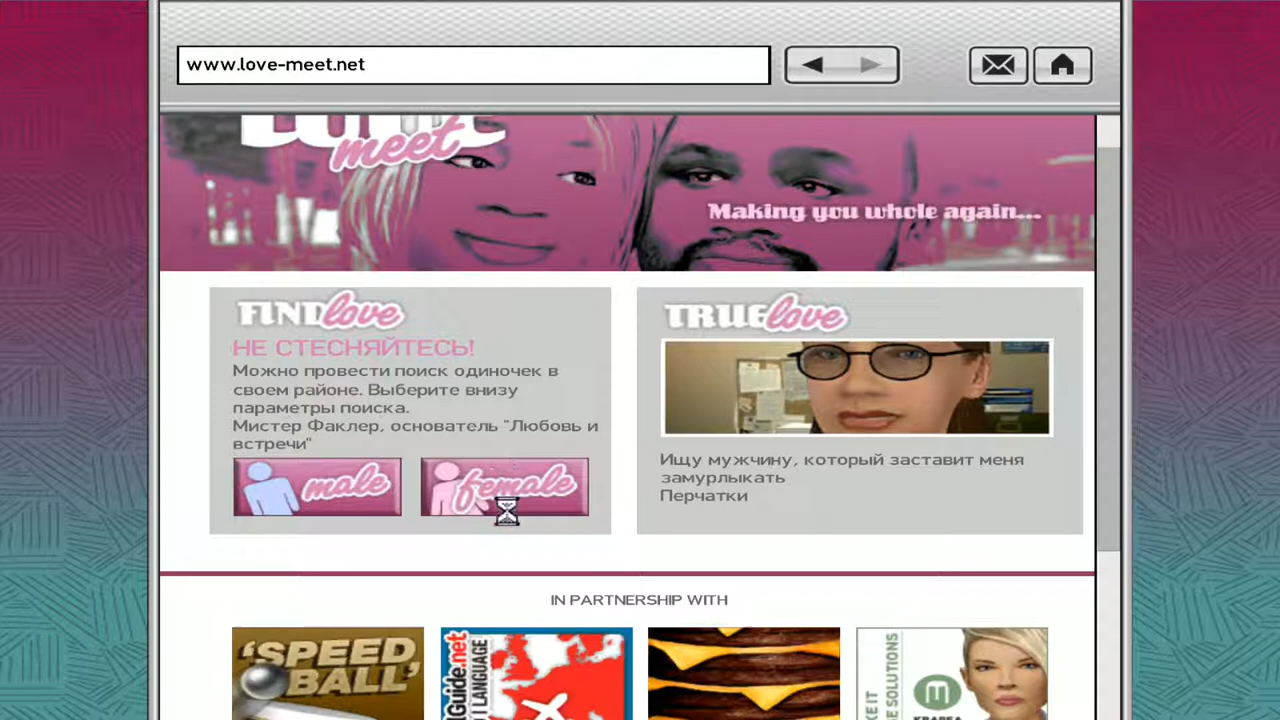 www.love-meet.net
meet
Making you whole again...
FINDlove
НЕ СТЕСНЯЙТЕСЬ!
Можно провести поиск одиночек в
своем районе. Выберите внизу
параметры поиска.
Мистер Факлер, основатель "Любовь и
встречи"
male
female
TRUElove
Ищу мужчину, который заставит меня
замурлыкать
Перчатки
IN PARTNERSHIP WITH
'SPEED
BALL'
Guide.net
LANGUAGE
SOLUTIONS